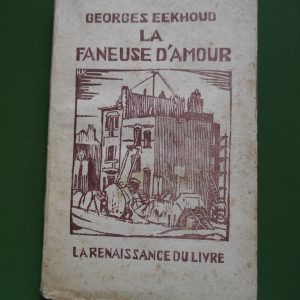 GEORGES EEKHOUD
LA
FANEUSE D'AMOUR
LA RENAISSANCE DU LIVRE